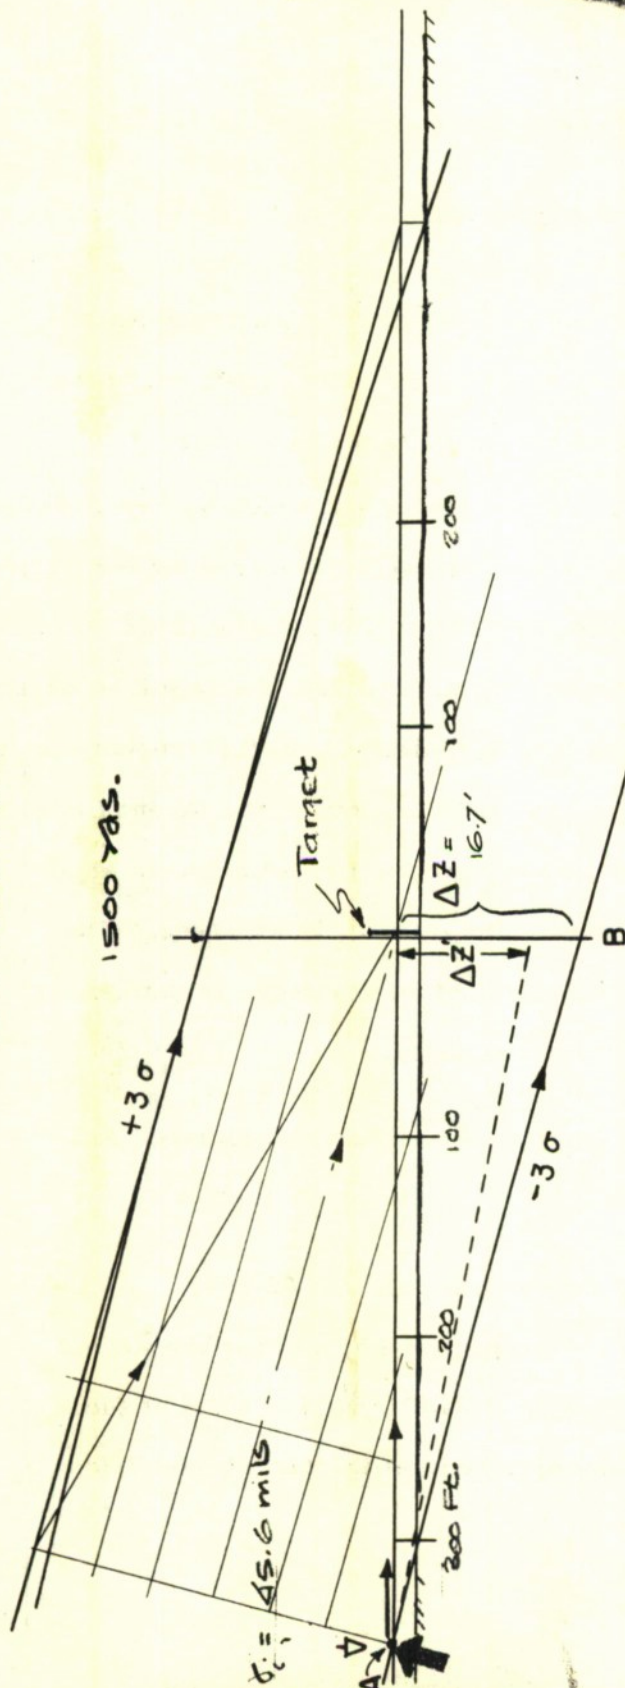 1500 Yds.
+3σ
Target
ΔZ =
16.7'
ΔZ'
B
-3σ
300 Ft.
200
100
100
200
= 45.6 mils
Δ
A